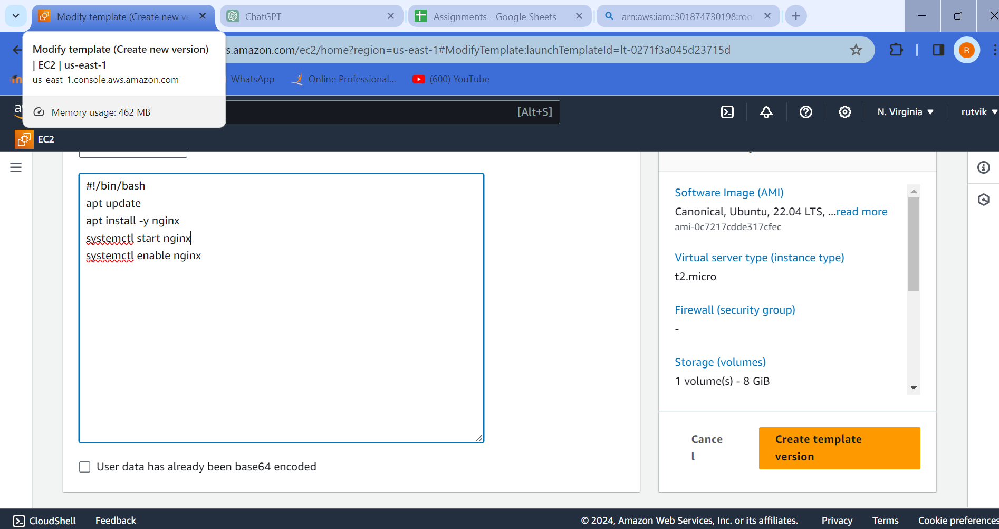 Modify template (Create new ve
ChatGPT
Assignments - Google Sheets
arn:aws:iam::301874730198:roo
Modify template (Create new version)
| EC2 | us-east-1
us-east-1.console.aws.amazon.com
Memory usage: 462 MB
s.amazon.com/ec2/home?region=us-east-1#ModifyTemplate:launchTemplateId=lt-0271f3a045d23715d
R
WhatsApp
Online Professional...
(600) YouTube
[Alt+S]
N. Virginia
rutvik
EC2
#!/bin/bash
apt update
apt install -y nginx
systemctl start nginx
systemctl enable nginx
User data has already been base64 encoded
Software Image (AMI)
Canonical, Ubuntu, 22.04 LTS, ...read more
ami-0c7217cdde317cfec
Virtual server type (instance type)
t2.micro
Firewall (security group)
-
Storage (volumes)
1 volume(s) - 8 GiB
Cance
l
Create template
version
CloudShell
Feedback
© 2024, Amazon Web Services, Inc. or its affiliates.
Privacy
Terms
Cookie preferences